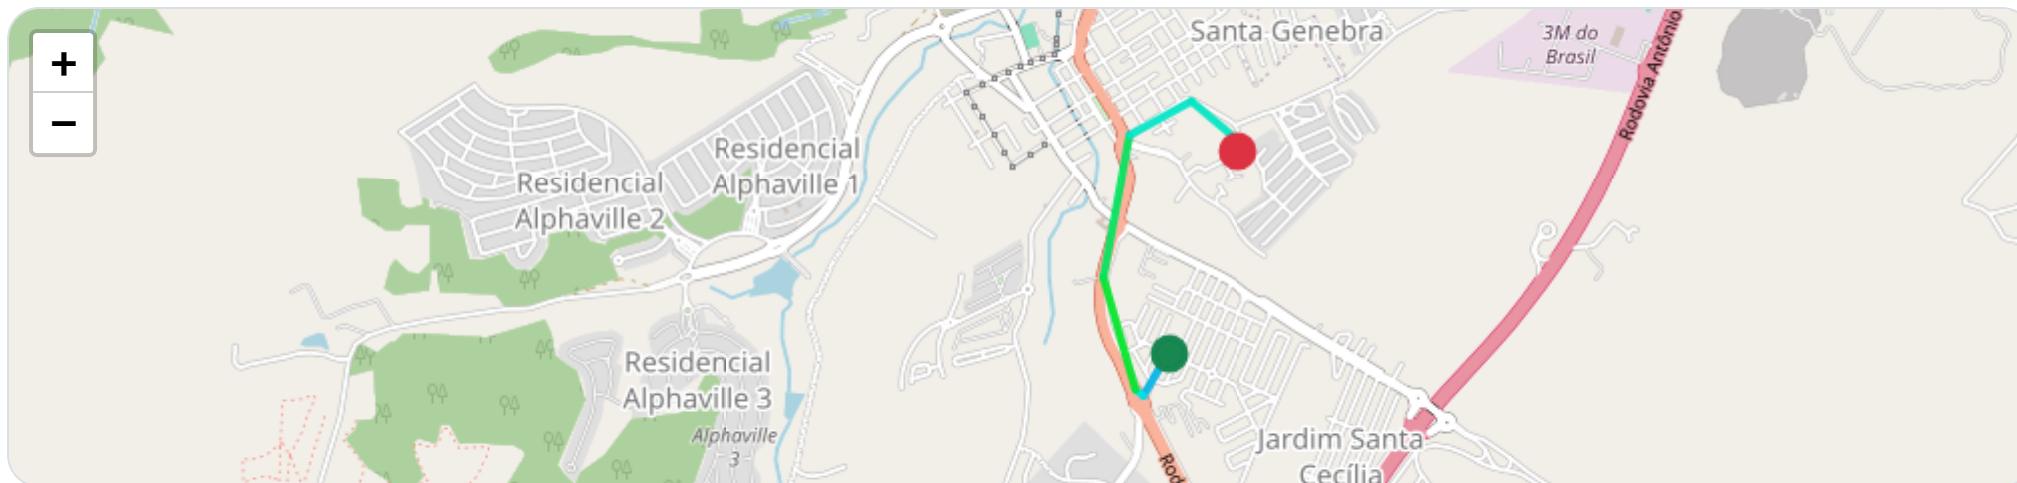 +
−
Santa Genebra
3M do
Brasil
Rodovia Antônio
Residencial
Alphaville 1
Residencial
Alphaville 2
Residencial
Alphaville 3
Alphaville
3
Jardim Santa
Cecília
Rod